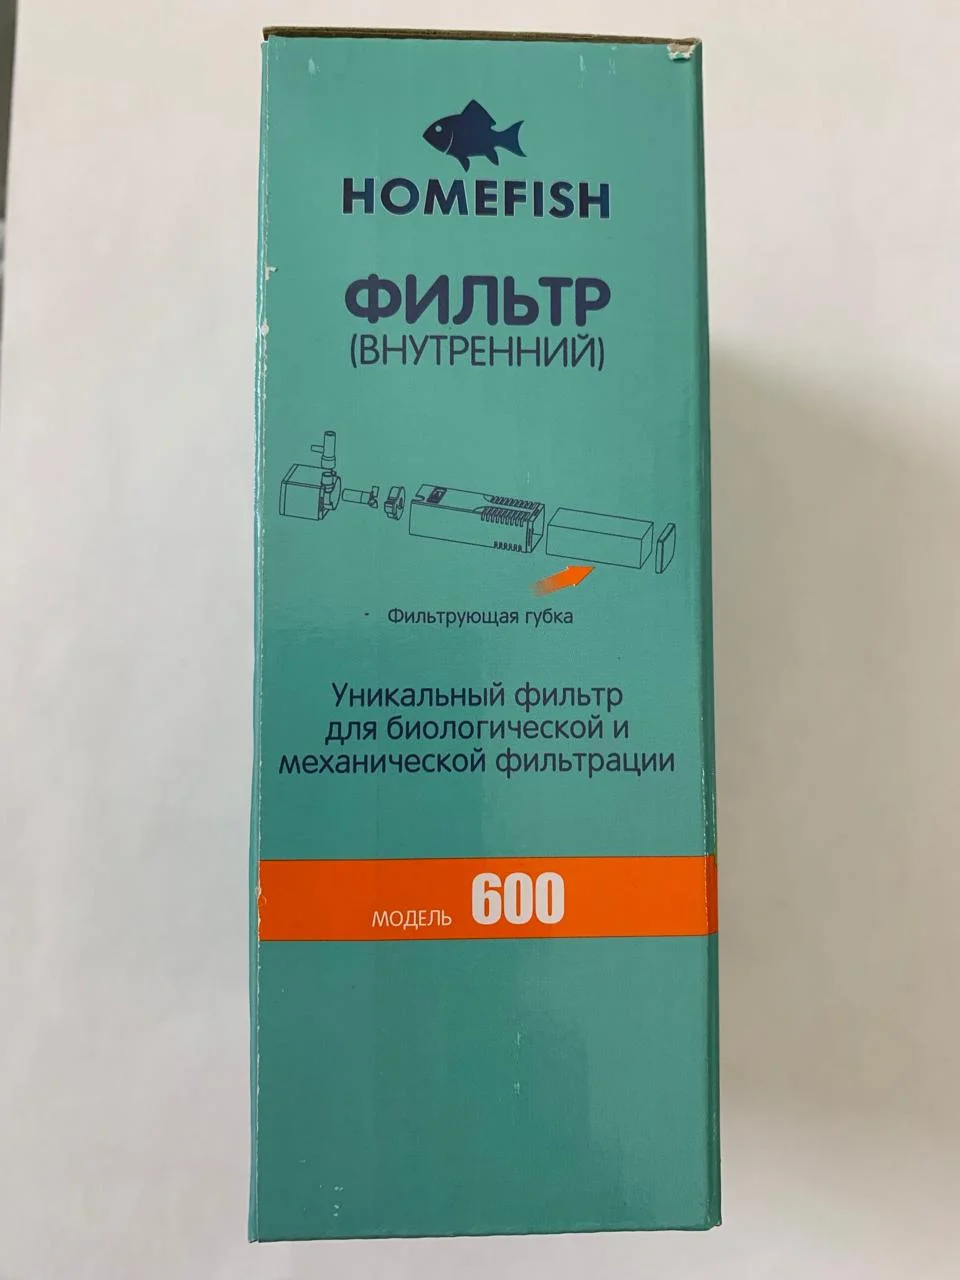 HOMEFISH
ФИЛЬТР
(ВНУТРЕННИЙ)
Фильтрующая губка
Уникальный фильтр
для биологической и
механической фильтрации
МОДЕЛЬ 600